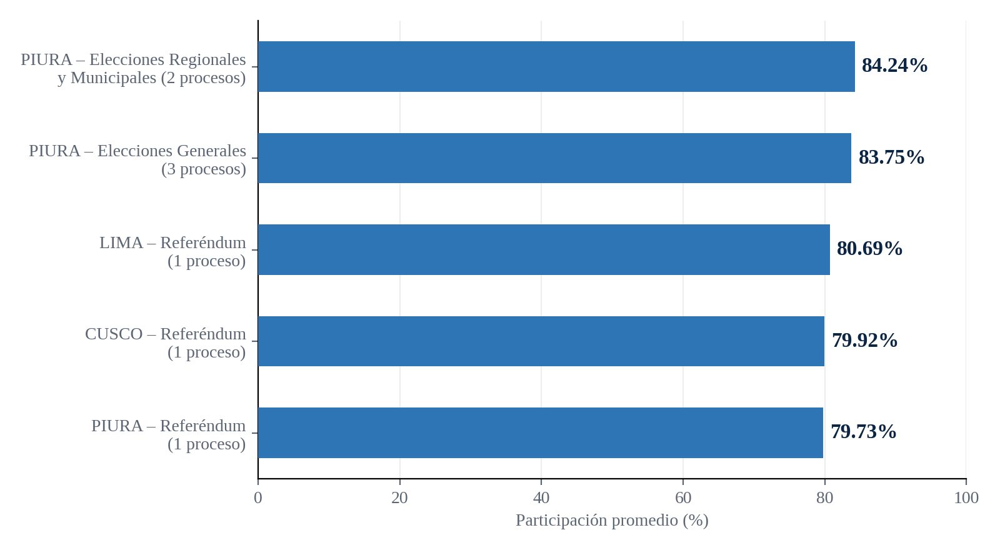 PIURA – Elecciones Regionales
y Municipales (2 procesos)
84.24%
PIURA – Elecciones Generales
(3 procesos)
83.75%
LIMA – Referéndum
(1 proceso)
80.69%
CUSCO – Referéndum
(1 proceso)
79.92%
PIURA – Referéndum
(1 proceso)
79.73%
0 20 40 60 80 100
Participación promedio (%)